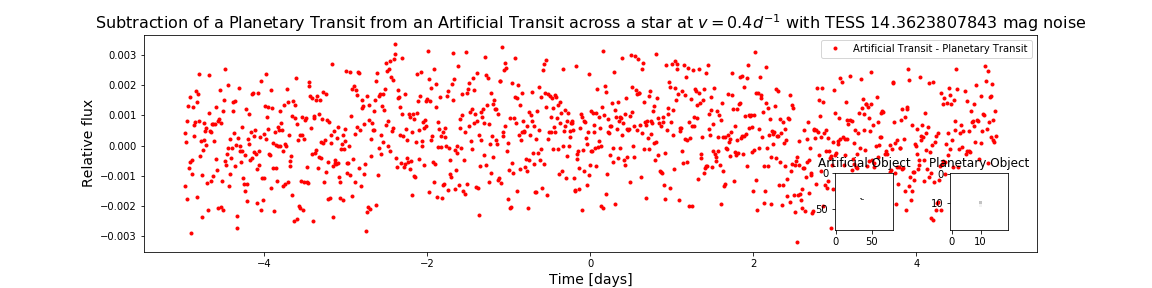 Subtraction of a Planetary Transit from an Artificial Transit across a star at v = 0.4d⁻¹ with TESS 14.3623807843 mag noise
Artificial Transit - Planetary Transit
Relative flux
0.003
0.002
0.001
0.000
−0.001
−0.002
−0.003
Artificial Object
0
50
0 50
Planetary Object
0
10
0 10
−4 −2 0 2 4
Time [days]